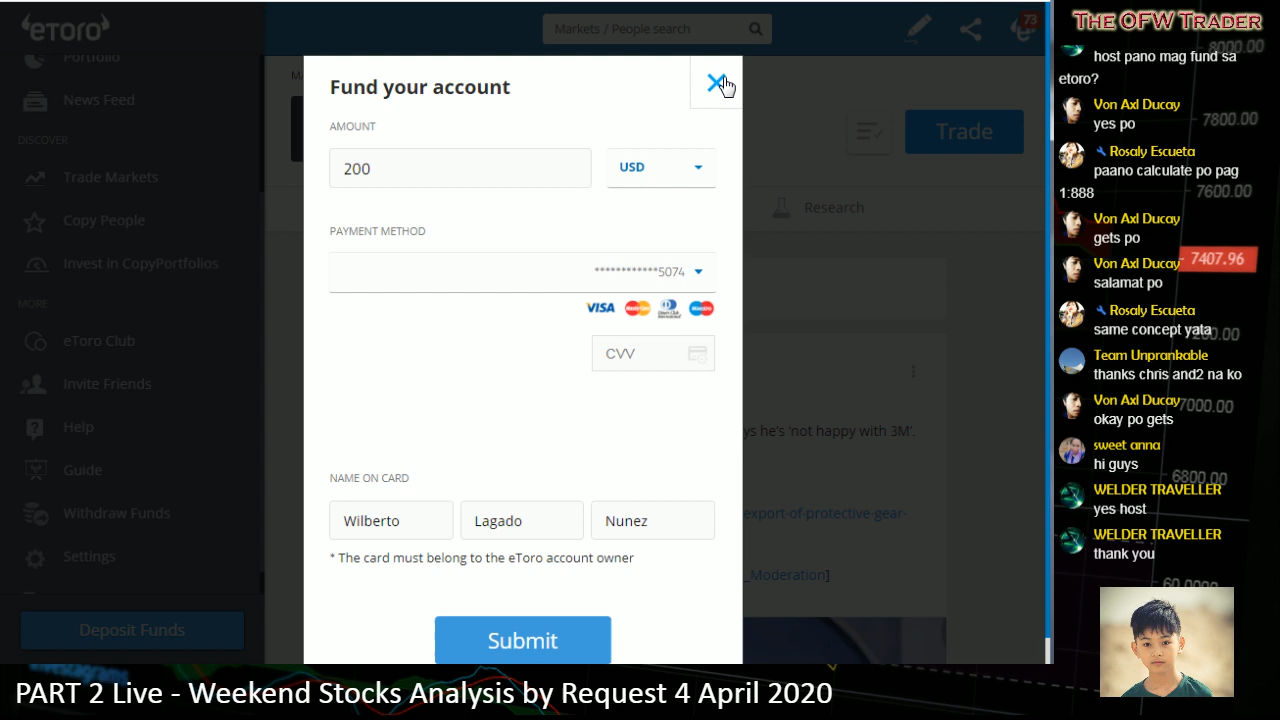 eToro
Markets / People search
73
Portfolio
News Feed
DISCOVER
Trade Markets
Copy People
Invest in CopyPortfolios
MORE
eToro Club
Invite Friends
Help
Guide
Withdraw Funds
Settings
Deposit Funds
Fund your account
AMOUNT
200
USD
PAYMENT METHOD
************5074
VISA
CVV
NAME ON CARD
Wilberto
Lagado
Nunez
* The card must belong to the eToro account owner
Submit
Trade
Research
ys he's 'not happy with 3M'.
export-of-protective-gear-
_Moderation]
THE OFW TRADER
8000.00
host pano mag fund sa
etoro?
Von Axl Ducay
yes po
7800.00
Rosaly Escueta
paano calculate po pag
1:888
7600.00
Von Axl Ducay
gets po
Von Axl Ducay
7407.96
salamat po
Rosaly Escueta
same concept yata
Team Unprankable
thanks chris and2 na ko
Von Axl Ducay
7000.00
okay po gets
sweet anna
hi guys
6800.00
WELDER TRAVELLER
yes host
WELDER TRAVELLER
thank you
60.0000
PART 2 Live - Weekend Stocks Analysis by Request 4 April 2020